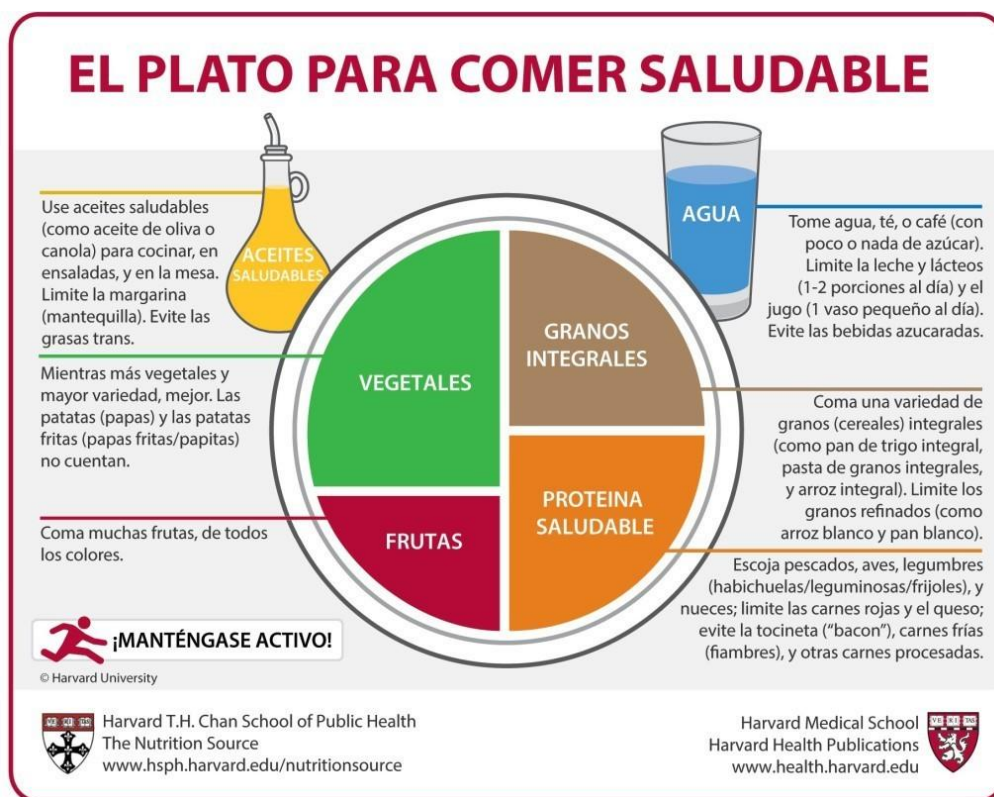 EL PLATO PARA COMER SALUDABLE
Use aceites saludables
(como aceite de oliva o
canola) para cocinar, en
ensaladas, y en la mesa.
Limite la margarina
(mantequilla). Evite las
grasas trans.
ACEITES
SALUDABLES
Mientras más vegetales y
mayor variedad, mejor. Las
patatas (papas) y las patatas
fritas (papas fritas/papitas)
no cuentan.
Coma muchas frutas, de todos
los colores.
VEGETALES
FRUTAS
GRANOS
INTEGRALES
PROTEINA
SALUDABLE
AGUA
Tome agua, té, o café (con
poco o nada de azúcar).
Limite la leche y lácteos
(1-2 porciones al día) y el
jugo (1 vaso pequeño al día).
Evite las bebidas azucaradas.
Coma una variedad de
granos (cereales) integrales
(como pan de trigo integral,
pasta de granos integrales,
y arroz integral). Limite los
granos refinados (como
arroz blanco y pan blanco).
Escoja pescados, aves, legumbres
(habichuelas/leguminosas/frijoles), y
nueces; limite las carnes rojas y el queso;
evite la tocineta (“bacon”), carnes frías
(fiambres), y otras carnes procesadas.
¡MANTÉNGASE ACTIVO!
© Harvard University
Harvard T.H. Chan School of Public Health
The Nutrition Source
www.hsph.harvard.edu/nutritionsource
Harvard Medical School
Harvard Health Publications
www.health.harvard.edu
VE RI TAS